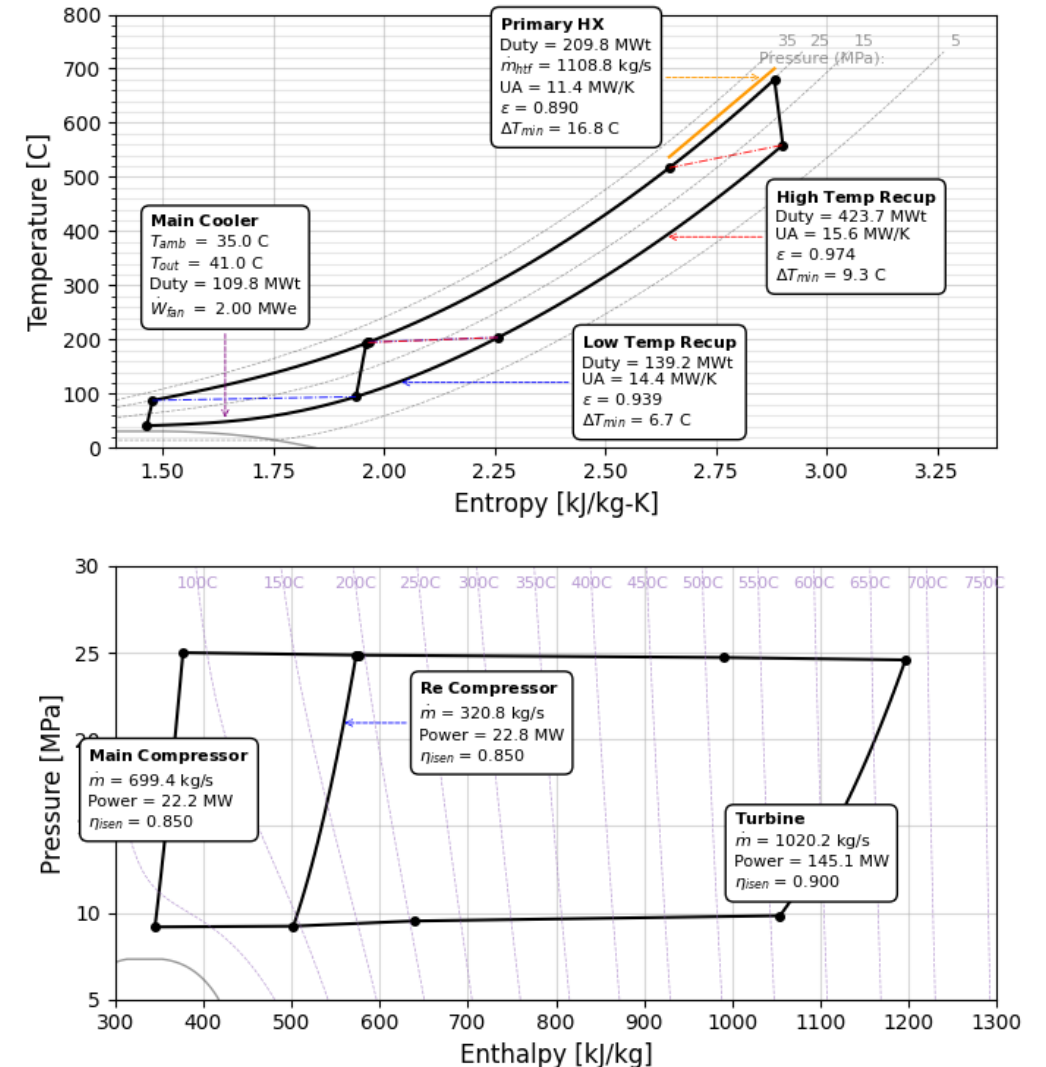 800
700
600
500
400
300
200
100
0
Temperature [C]
Primary HX
Duty = 209.8 MWt
ṁhtf = 1108.8 kg/s
UA = 11.4 MW/K
ε = 0.890
ΔTmin = 16.8 C
35 25 15 5
Pressure (MPa):
High Temp Recup
Duty = 423.7 MWt
UA = 15.6 MW/K
ε = 0.974
ΔTmin = 9.3 C
Main Cooler
Tamb = 35.0 C
Tout = 41.0 C
Duty = 109.8 MWt
Ẇfan = 2.00 MWe
Low Temp Recup
Duty = 139.2 MWt
UA = 14.4 MW/K
ε = 0.939
ΔTmin = 6.7 C
1.50 1.75 2.00 2.25 2.50 2.75 3.00 3.25
Entropy [kJ/kg-K]
30
25
20
10
5
Pressure [MPa]
100C 150C 200C 250C 300C 350C 400C 450C 500C 550C 600C 650C 700C 750C
Re Compressor
ṁ = 320.8 kg/s
Power = 22.8 MW
ηisen = 0.850
Main Compressor
ṁ = 699.4 kg/s
Power = 22.2 MW
ηisen = 0.850
Turbine
ṁ = 1020.2 kg/s
Power = 145.1 MW
ηisen = 0.900
300 400 500 600 700 800 900 1000 1100 1200 1300
Enthalpy [kJ/kg]